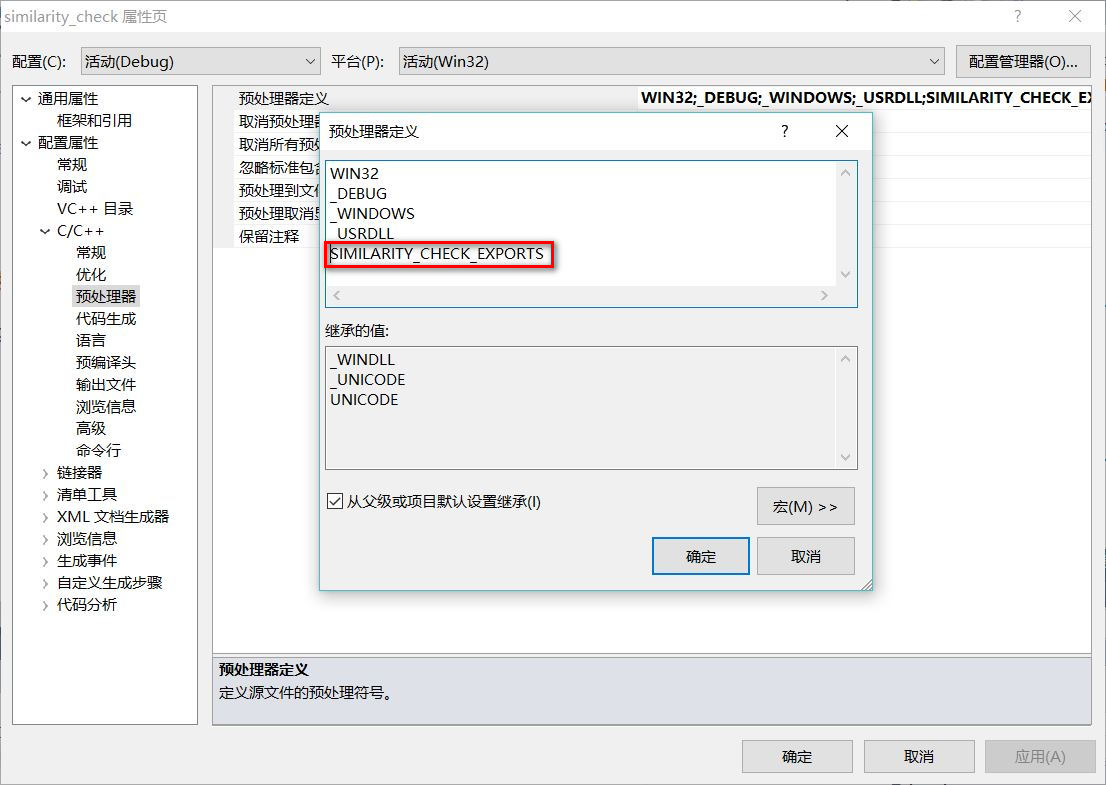 similarity_check 属性页
配置(C): 活动(Debug) 平台(P): 活动(Win32) 配置管理器(O)...
通用属性
框架和引用
配置属性
常规
调试
VC++ 目录
C/C++
常规
优化
预处理器
代码生成
语言
预编译头
输出文件
浏览信息
高级
命令行
链接器
清单工具
XML 文档生成器
浏览信息
生成事件
自定义生成步骤
代码分析
预处理器定义 WIN32;_DEBUG;_WINDOWS;_USRDLL;SIMILARITY_CHECK_EX
取消预处理器
取消所有预处
忽略标准包含
预处理到文件
预处理取消显
保留注释
预处理器定义
WIN32
_DEBUG
_WINDOWS
_USRDLL
SIMILARITY_CHECK_EXPORTS
继承的值:
_WINDLL
_UNICODE
UNICODE
从父级或项目默认设置继承(I)
宏(M) >>
确定 取消
预处理器定义
定义源文件的预处理符号。
确定 取消 应用(A)